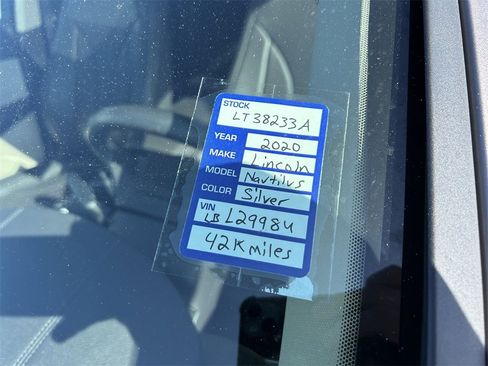 STOCK
LT38233A
YEAR 2020
MAKE Lincoln
MODEL Nautilus
COLOR Silver
VIN
LBL29984
42K miles